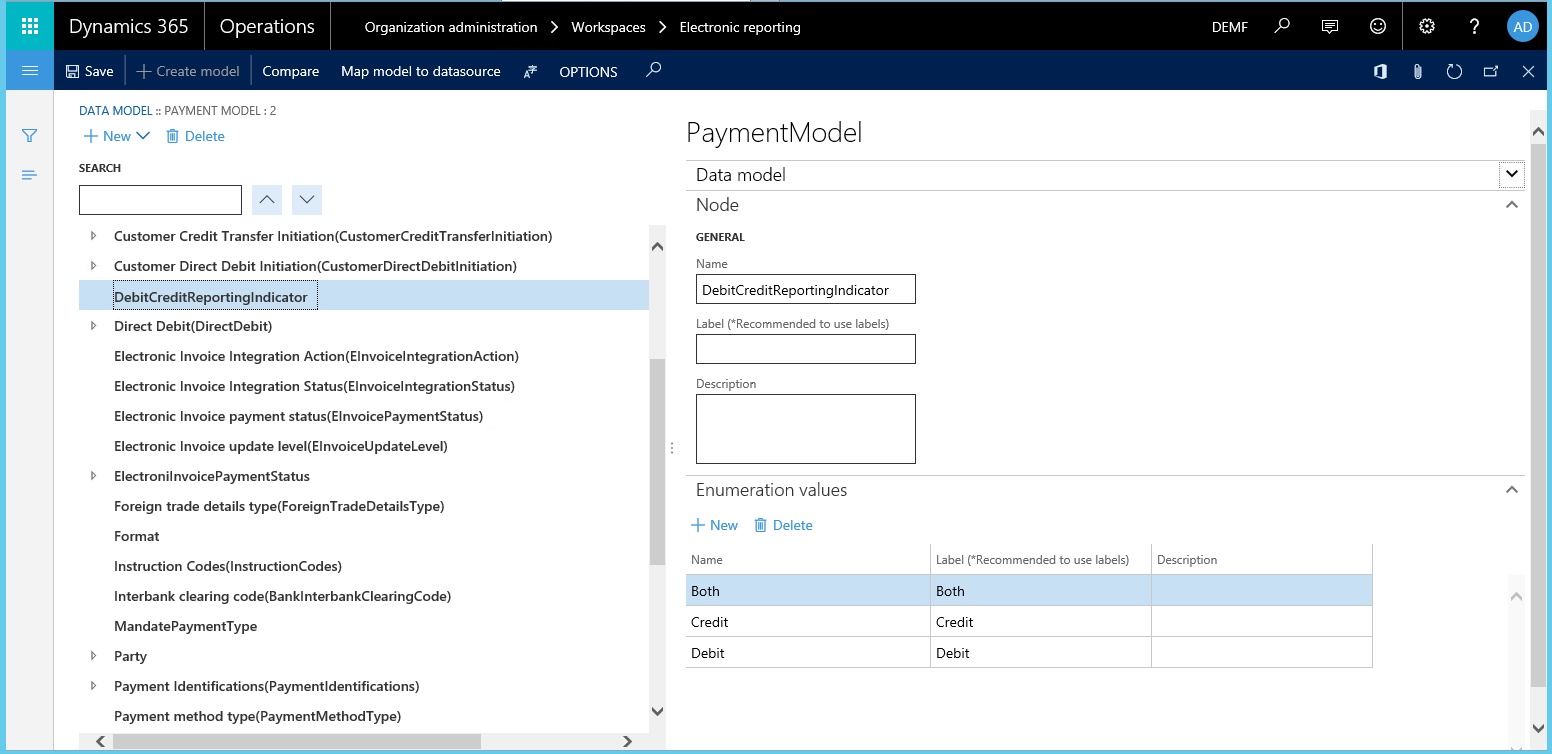 Dynamics 365 Operations Organization administration Workspaces Electronic reporting DEMF ? AD
Save Create model Compare Map model to datasource OPTIONS
DATA MODEL :: PAYMENT MODEL : 2
New Delete
SEARCH
Customer Credit Transfer Initiation(CustomerCreditTransferInitiation)
Customer Direct Debit Initiation(CustomerDirectDebitInitiation)
DebitCreditReportingIndicator
Direct Debit(DirectDebit)
Electronic Invoice Integration Action(EInvoiceIntegrationAction)
Electronic Invoice Integration Status(EInvoiceIntegrationStatus)
Electronic Invoice payment status(EInvoicePaymentStatus)
Electronic Invoice update level(EInvoiceUpdateLevel)
ElectroniInvoicePaymentStatus
Foreign trade details type(ForeignTradeDetailsType)
Format
Instruction Codes(InstructionCodes)
Interbank clearing code(BankInterbankClearingCode)
MandatePaymentType
Party
Payment Identifications(PaymentIdentifications)
Payment method type(PaymentMethodType)
PaymentModel
Data model
Node
GENERAL
Name
DebitCreditReportingIndicator
Label (*Recommended to use labels)
Description
Enumeration values
New Delete
Name Label (*Recommended to use labels) Description
Both Both
Credit Credit
Debit Debit